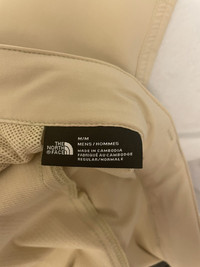 THE
NORTH
FACE
M/M
MENS / HOMMES
MADE IN CAMBODIA
FABRIQUÉ AU CAMBODGE
REGULAR / NORMALE